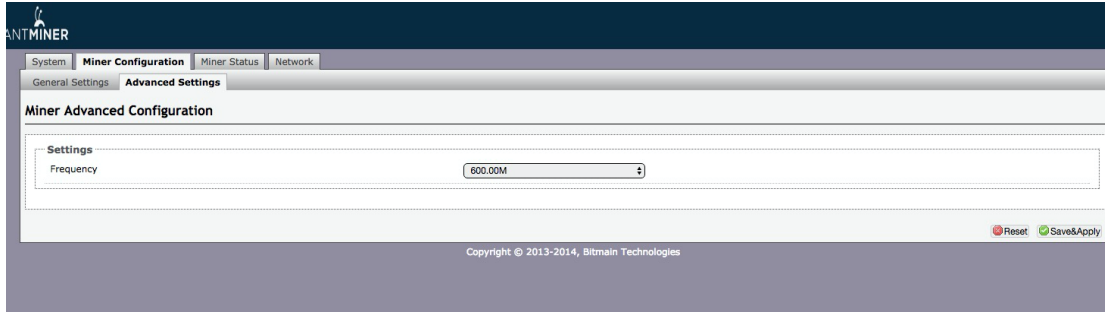 ANTMINER
System Miner Configuration Miner Status Network
General Settings Advanced Settings
Miner Advanced Configuration
Settings
Frequency 600.00M
Reset Save&Apply
Copyright © 2013-2014, Bitmain Technologies